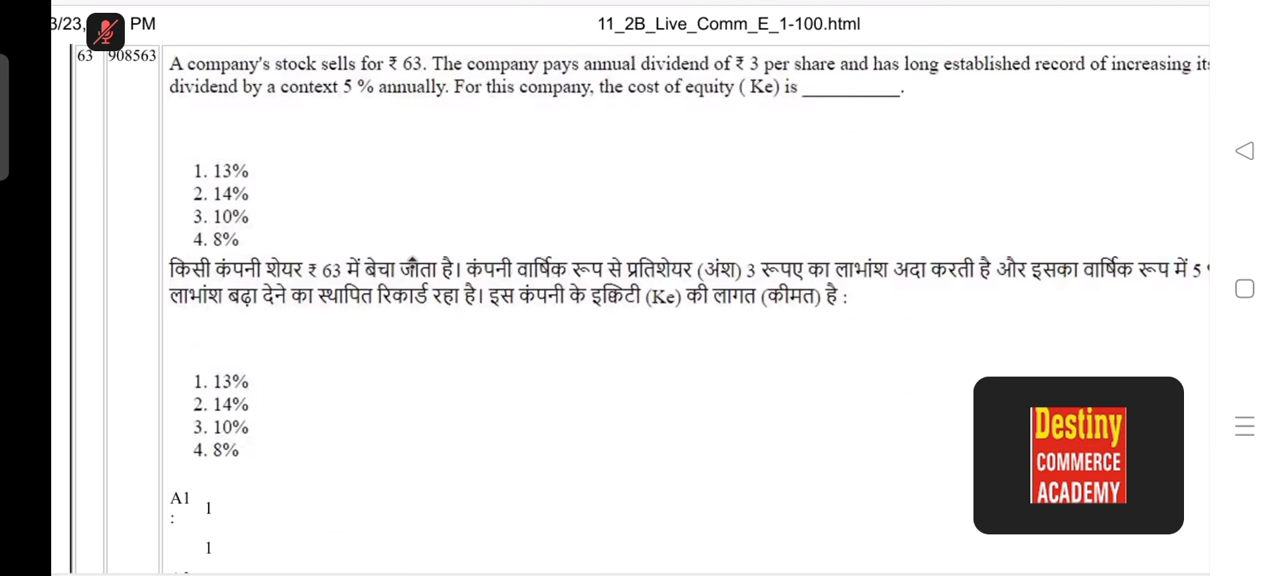 3/23, PM 11_2B_Live_Comm_E_1-100.html
63 908563
A company's stock sells for ₹ 63. The company pays annual dividend of ₹ 3 per share and has long established record of increasing its
dividend by a context 5 % annually. For this company, the cost of equity ( Ke) is __________.
1. 13%
2. 14%
3. 10%
4. 8%
किसी कंपनी शेयर ₹ 63 में बेचा जाता है। कंपनी वार्षिक रूप से प्रतिशेयर (अंश) 3 रूपए का लाभांश अदा करती है और इसका वार्षिक रूप में 5
लाभांश बढ़ा देने का स्थापित रिकार्ड रहा है। इस कंपनी के इक्विटी (Ke) की लागत (कीमत) है :
1. 13%
2. 14%
3. 10%
4. 8%
A1
: 1
1
Destiny
COMMERCE
ACADEMY